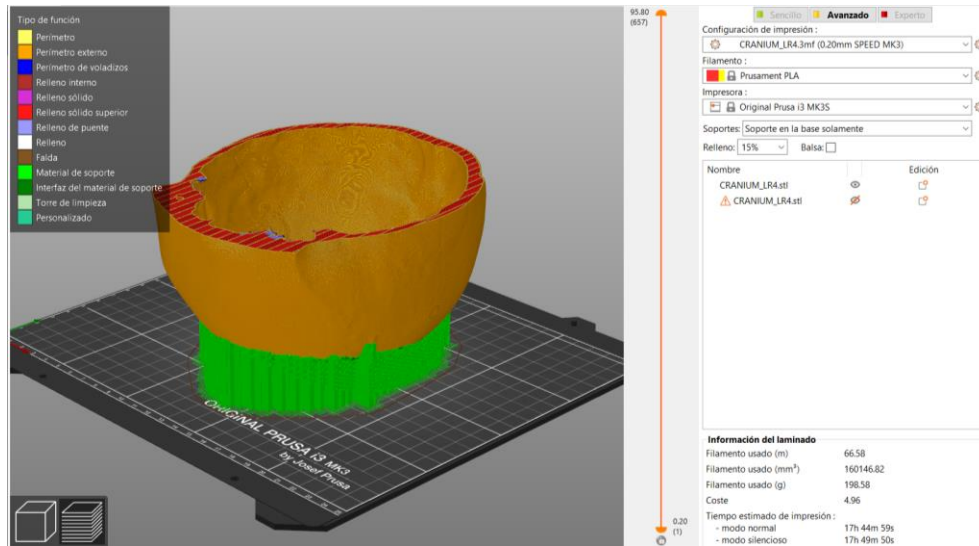 Tipo de función
Perímetro
Perímetro externo
Perímetro de voladizos
Relleno interno
Relleno sólido
Relleno sólido superior
Relleno de puente
Relleno
Falda
Material de soporte
Interfaz del material de soporte
Torre de limpieza
Personalizado
ORIGINAL PRUSA i3 MK3
by Josef Prusa
95.80
(657)
0.20
(1)
Sencillo Avanzado Experto
Configuración de impresión :
CRANIUM_LR4.3mf (0.20mm SPEED MK3)
Filamento :
Prusament PLA
Impresora :
Original Prusa i3 MK3S
Soportes: Soporte en la base solamente
Relleno: 15% Balsa:
Nombre Edición
CRANIUM_LR4.stl
CRANIUM_LR4.stl
Información del laminado
Filamento usado (m) 66.58
Filamento usado (mm³) 160146.82
Filamento usado (g) 198.58
Coste 4.96
Tiempo estimado de impresión :
- modo normal 17h 44m 59s
- modo silencioso 17h 49m 50s